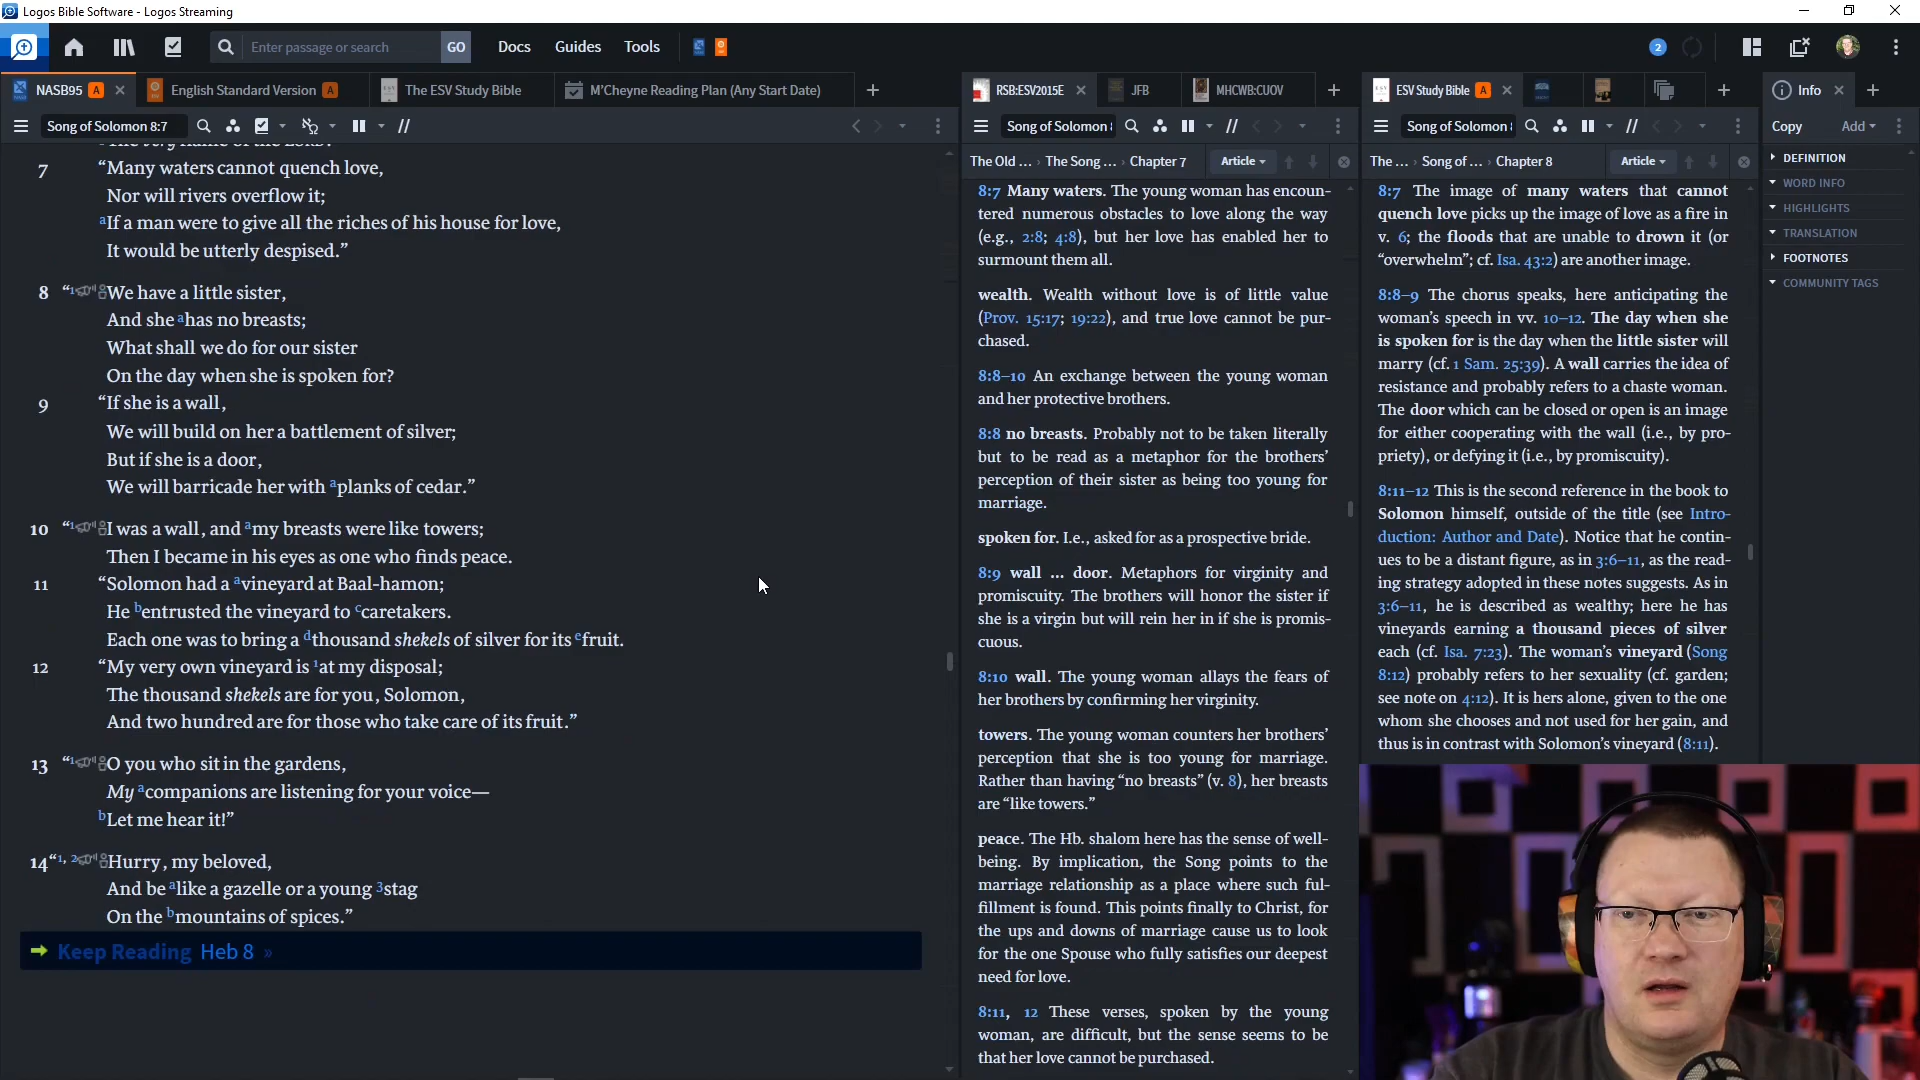 Logos Bible Software - Logos Streaming
Enter passage or search GO Docs Guides Tools 2
NASB95 A English Standard Version A The ESV Study Bible M'Cheyne Reading Plan (Any Start Date)
Song of Solomon 8:7
7 “Many waters cannot quench love,
Nor will rivers overflow it;
aIf a man were to give all the riches of his house for love,
It would be utterly despised.”
8 “1We have a little sister,
And she ahas no breasts;
What shall we do for our sister
On the day when she is spoken for?
9 “If she is a wall,
We will build on her a battlement of silver;
But if she is a door,
We will barricade her with aplanks of cedar.”
10 “1I was a wall, and amy breasts were like towers;
Then I became in his eyes as one who finds peace.
11 “Solomon had a avineyard at Baal-hamon;
He bentrusted the vineyard to ccaretakers.
Each one was to bring a dthousand shekels of silver for its efruit.
12 “My very own vineyard is 1at my disposal;
The thousand shekels are for you, Solomon,
And two hundred are for those who take care of its fruit.”
13 “1O you who sit in the gardens,
My acompanions are listening for your voice—
bLet me hear it!”
14 “1, 2Hurry, my beloved,
And be alike a gazelle or a young 3stag
On the bmountains of spices.”
Keep Reading Heb 8 »
RSB:ESV2015E JFB MHCWB:CUOV
Song of Solomon
The Old ... The Song ... Chapter 7 Article
8:7 Many waters. The young woman has encoun-
tered numerous obstacles to love along the way
(e.g., 2:8; 4:8), but her love has enabled her to
surmount them all.
wealth. Wealth without love is of little value
(Prov. 15:17; 19:22), and true love cannot be pur-
chased.
8:8–10 An exchange between the young woman
and her protective brothers.
8:8 no breasts. Probably not to be taken literally
but to be read as a metaphor for the brothers’
perception of their sister as being too young for
marriage.
spoken for. I.e., asked for as a prospective bride.
8:9 wall ... door. Metaphors for virginity and
promiscuity. The brothers will honor the sister if
she is a virgin but will rein her in if she is promis-
cuous.
8:10 wall. The young woman allays the fears of
her brothers by confirming her virginity.
towers. The young woman counters her brothers’
perception that she is too young for marriage.
Rather than having “no breasts” (v. 8), her breasts
are “like towers.”
peace. The Hb. shalom here has the sense of well-
being. By implication, the Song points to the
marriage relationship as a place where such ful-
fillment is found. This points finally to Christ, for
the ups and downs of marriage cause us to look
for the one Spouse who fully satisfies our deepest
need for love.
8:11, 12 These verses, spoken by the young
woman, are difficult, but the sense seems to be
that her love cannot be purchased.
ESV Study Bible A
Song of Solomon
The ... Song of ... Chapter 8 Article
8:7 The image of many waters that cannot
quench love picks up the image of love as a fire in
v. 6; the floods that are unable to drown it (or
“overwhelm”; cf. Isa. 43:2) are another image.
8:8–9 The chorus speaks, here anticipating the
woman’s speech in vv. 10–12. The day when she
is spoken for is the day when the little sister will
marry (cf. 1 Sam. 25:39). A wall carries the idea of
resistance and probably refers to a chaste woman.
The door which can be closed or open is an image
for either cooperating with the wall (i.e., by pro-
priety), or defying it (i.e., by promiscuity).
8:11–12 This is the second reference in the book to
Solomon himself, outside of the title (see Intro-
duction: Author and Date). Notice that he contin-
ues to be a distant figure, as in 3:6–11, as the read-
ing strategy adopted in these notes suggests. As in
3:6–11, he is described as wealthy; here he has
vineyards earning a thousand pieces of silver
each (cf. Isa. 7:23). The woman’s vineyard (Song
8:12) probably refers to her sexuality (cf. garden;
see note on 4:12). It is hers alone, given to the one
whom she chooses and not used for her gain, and
thus is in contrast with Solomon’s vineyard (8:11).
Info
Copy Add
DEFINITION
WORD INFO
HIGHLIGHTS
TRANSLATION
FOOTNOTES
COMMUNITY TAGS